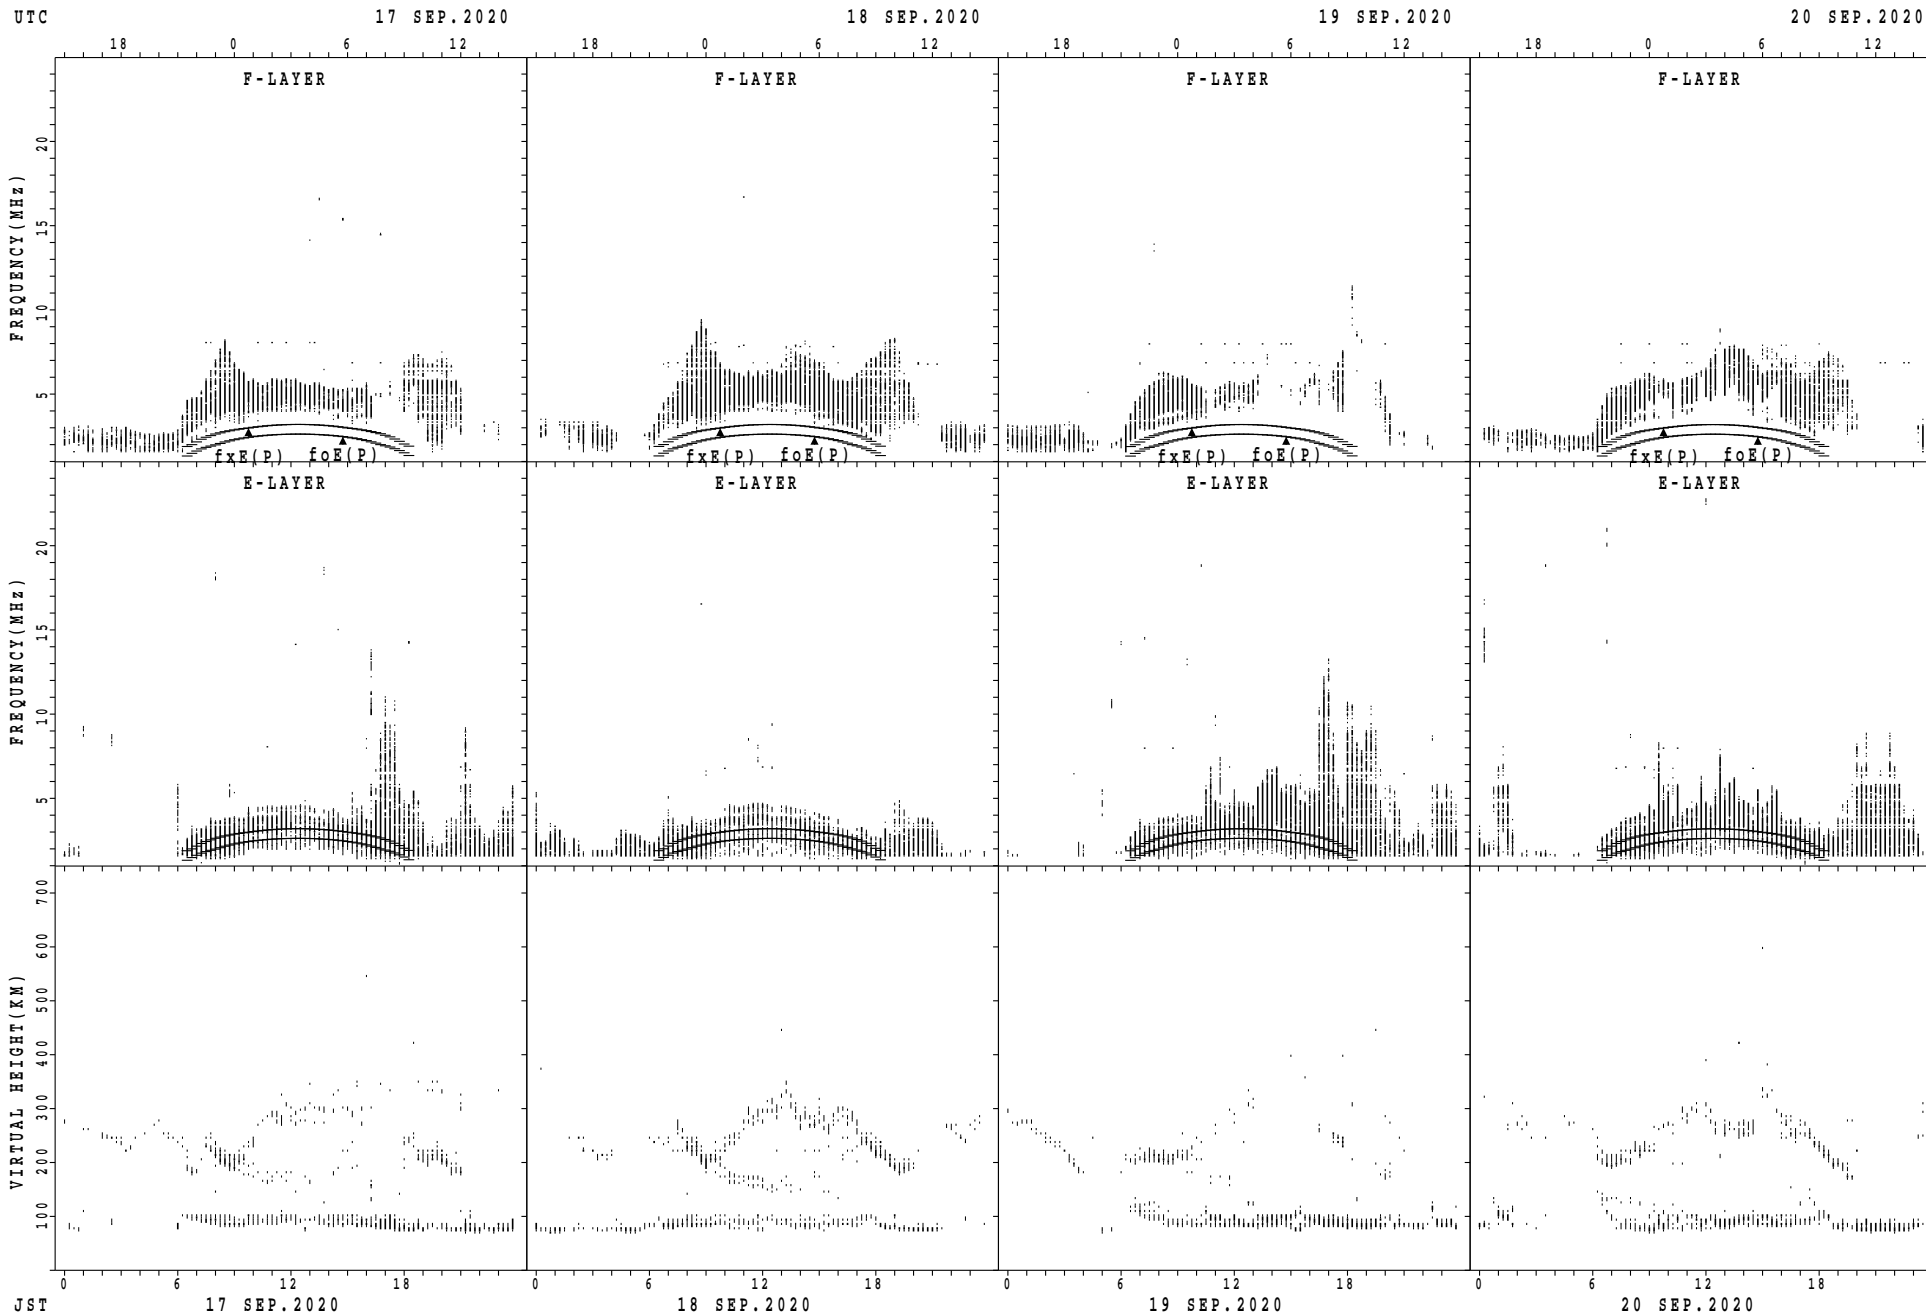 UTC 17 SEP.2020 18 SEP.2020 19 SEP.2020 20 SEP.2020
18 0 6 12 18 0 6 12 18 0 6 12 18 0 6 12
F-LAYER F-LAYER F-LAYER F-LAYER
FREQUENCY(MHz)
20
15
10
5
fxE(P) foE(P) fxE(P) foE(P) fxE(P) foE(P) fxE(P) foE(P)
E-LAYER E-LAYER E-LAYER E-LAYER
FREQUENCY(MHz)
20
15
10
5
VIRTUAL HEIGHT(KM)
700
600
500
400
300
200
100
0 6 12 18 0 6 12 18 0 6 12 18 0 6 12 18
JST 17 SEP.2020 18 SEP.2020 19 SEP.2020 20 SEP.2020